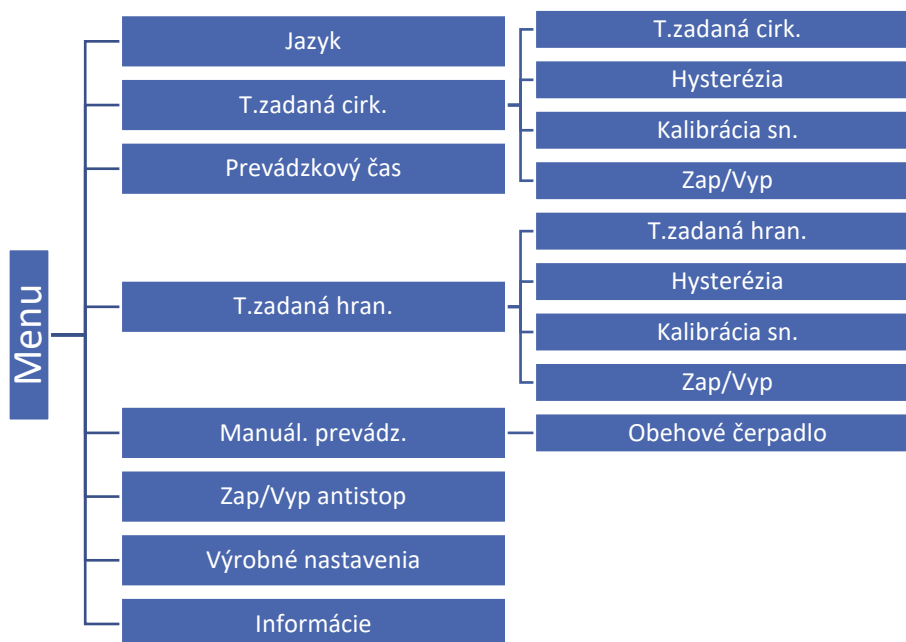 Menu
Jazyk
T.zadaná cirk.
T.zadaná cirk.
Hysterézia
Kalibrácia sn.
Zap/Vyp
Prevádzkový čas
T.zadaná hran.
T.zadaná hran.
Hysterézia
Kalibrácia sn.
Zap/Vyp
Manuál. prevádz.
Obehové čerpadlo
Zap/Vyp antistop
Výrobné nastavenia
Informácie